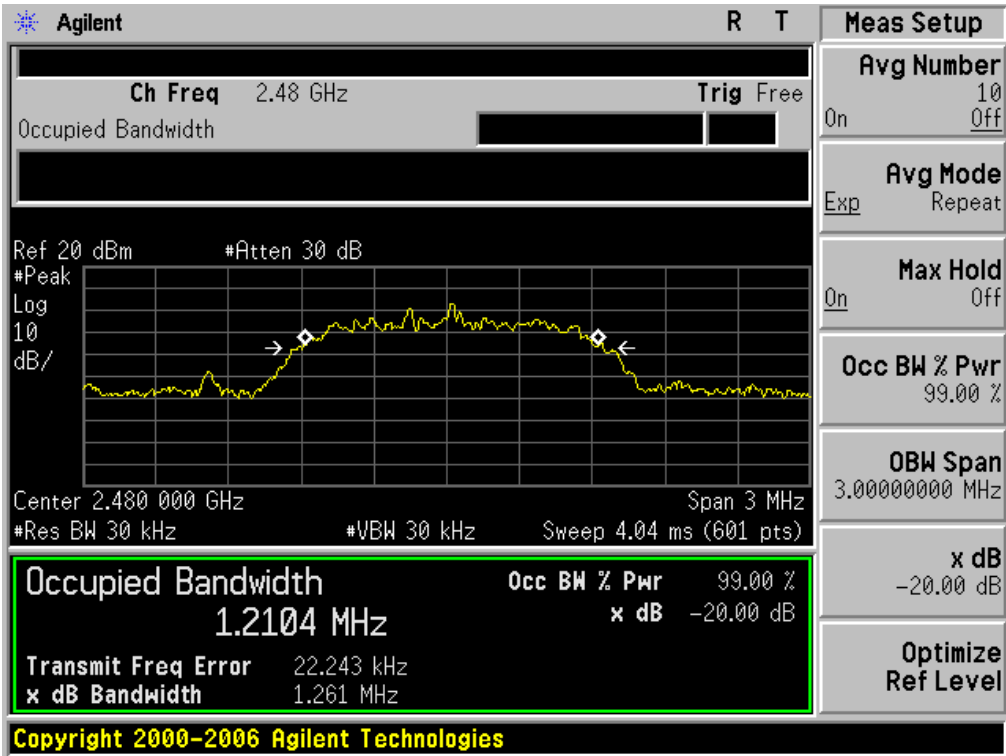 Agilent R T
Ch Freq 2.48 GHz Trig Free
Occupied Bandwidth
Ref 20 dBm #Atten 30 dB
#Peak
Log
10
dB/
Center 2.480 000 GHz Span 3 MHz
#Res BW 30 kHz #VBW 30 kHz Sweep 4.04 ms (601 pts)
Occupied Bandwidth Occ BW % Pwr 99.00 %
1.2104 MHz x dB -20.00 dB
Transmit Freq Error 22.243 kHz
x dB Bandwidth 1.261 MHz
Copyright 2000-2006 Agilent Technologies
Meas Setup
Avg Number
10
On Off
Avg Mode
Exp Repeat
Max Hold
On Off
Occ BW % Pwr
99.00 %
OBW Span
3.00000000 MHz
x dB
-20.00 dB
Optimize
Ref Level